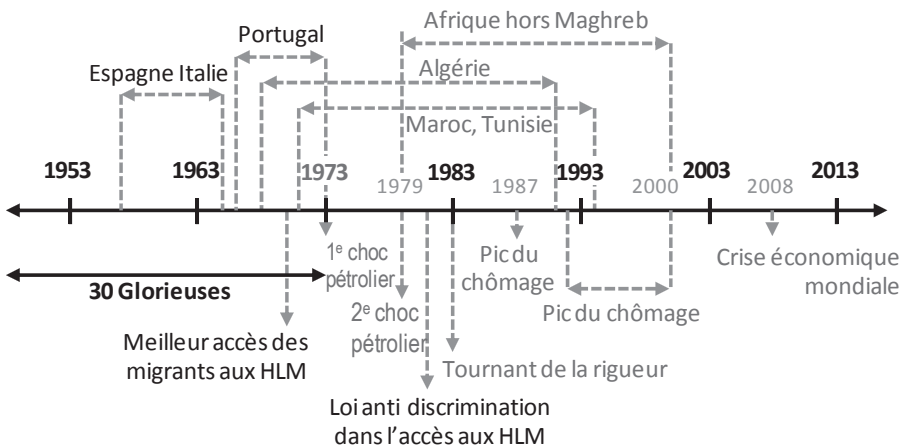 Afrique hors Maghreb
Portugal
Espagne Italie
Algérie
Maroc, Tunisie
1953
1963
1973
1979
1983
1987
1993
2000
2003
2008
2013
1e choc
pétrolier
Pic du
chômage
Crise économique
mondiale
30 Glorieuses
2e choc
pétrolier
Pic du chômage
Meilleur accès des
migrants aux HLM
Tournant de la rigueur
Loi anti discrimination
dans l'accès aux HLM